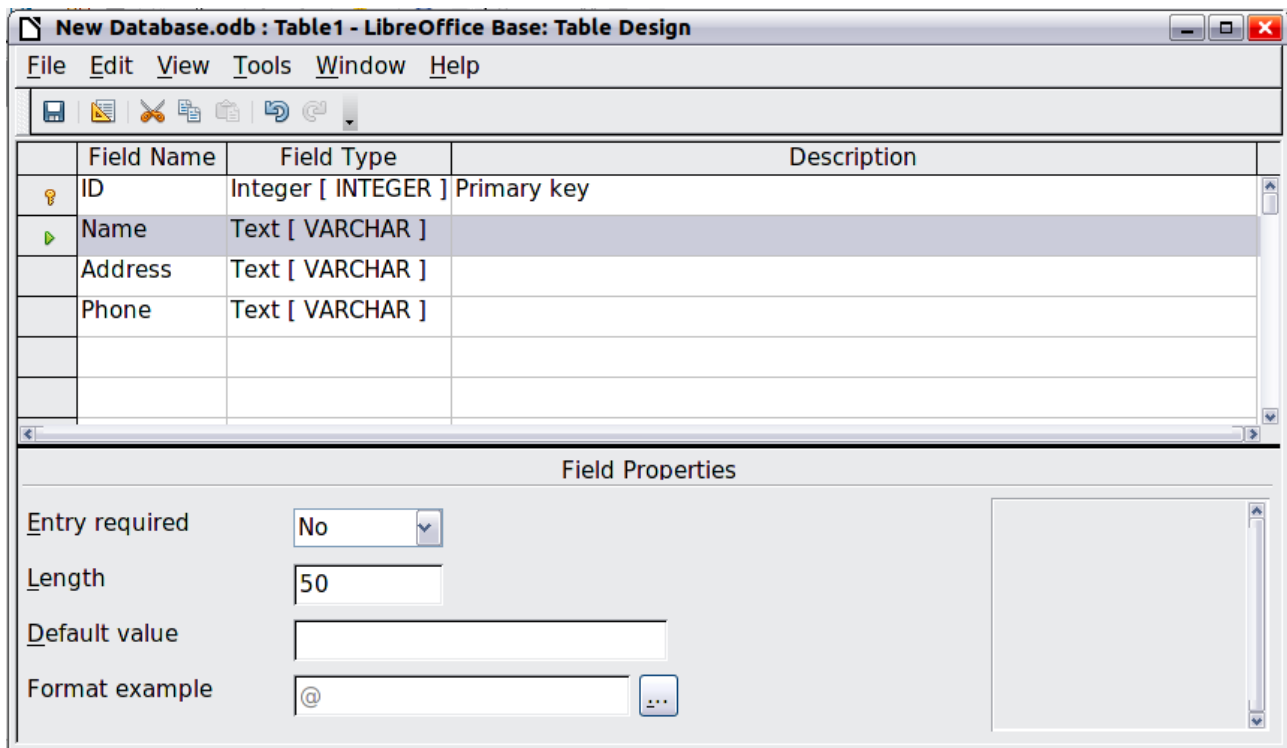 New Database.odb : Table1 - LibreOffice Base: Table Design
File Edit View Tools Window Help
Field Name Field Type Description
ID Integer [ INTEGER ] Primary key
Name Text [ VARCHAR ]
Address Text [ VARCHAR ]
Phone Text [ VARCHAR ]
Field Properties
Entry required No
Length 50
Default value
Format example @ ...